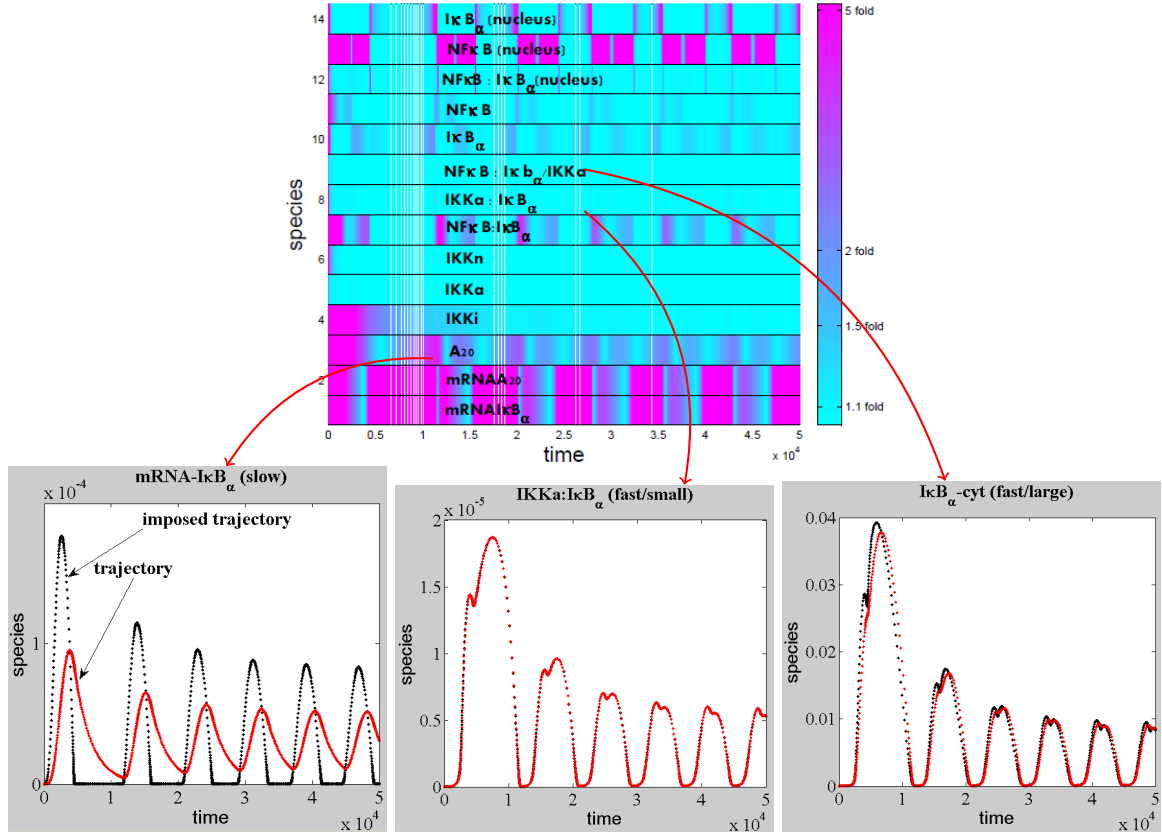 14
12
10
8
6
4
2
species
IκBα (nucleus)
NFκB (nucleus)
NFκB : IκBα (nucleus)
NFκB
IκBα
NFκB : Iκbα/IKKa
IKKa : IκBα
NFκB:IκBα
IKKn
IKKa
IKKi
A20
mRNAA20
mRNAIκBα
0 0.5 1 1.5 2 2.5 3 3.5 4 4.5 5
time
x 10^4
5 fold
2 fold
1.5 fold
1.1 fold
mRNA-IκBα (slow)
x 10^-4
imposed trajectory
trajectory
species
1
0
0 1 2 3 4 5
time
x 10^4
IKKa:IκBα (fast/small)
x 10^-5
2
1.5
1
0.5
0
species
0 1 2 3 4 5
time
x 10^4
IκBα-cyt (fast/large)
0.04
0.03
0.02
0.01
0
species
0 1 2 3 4 5
time
x 10^4